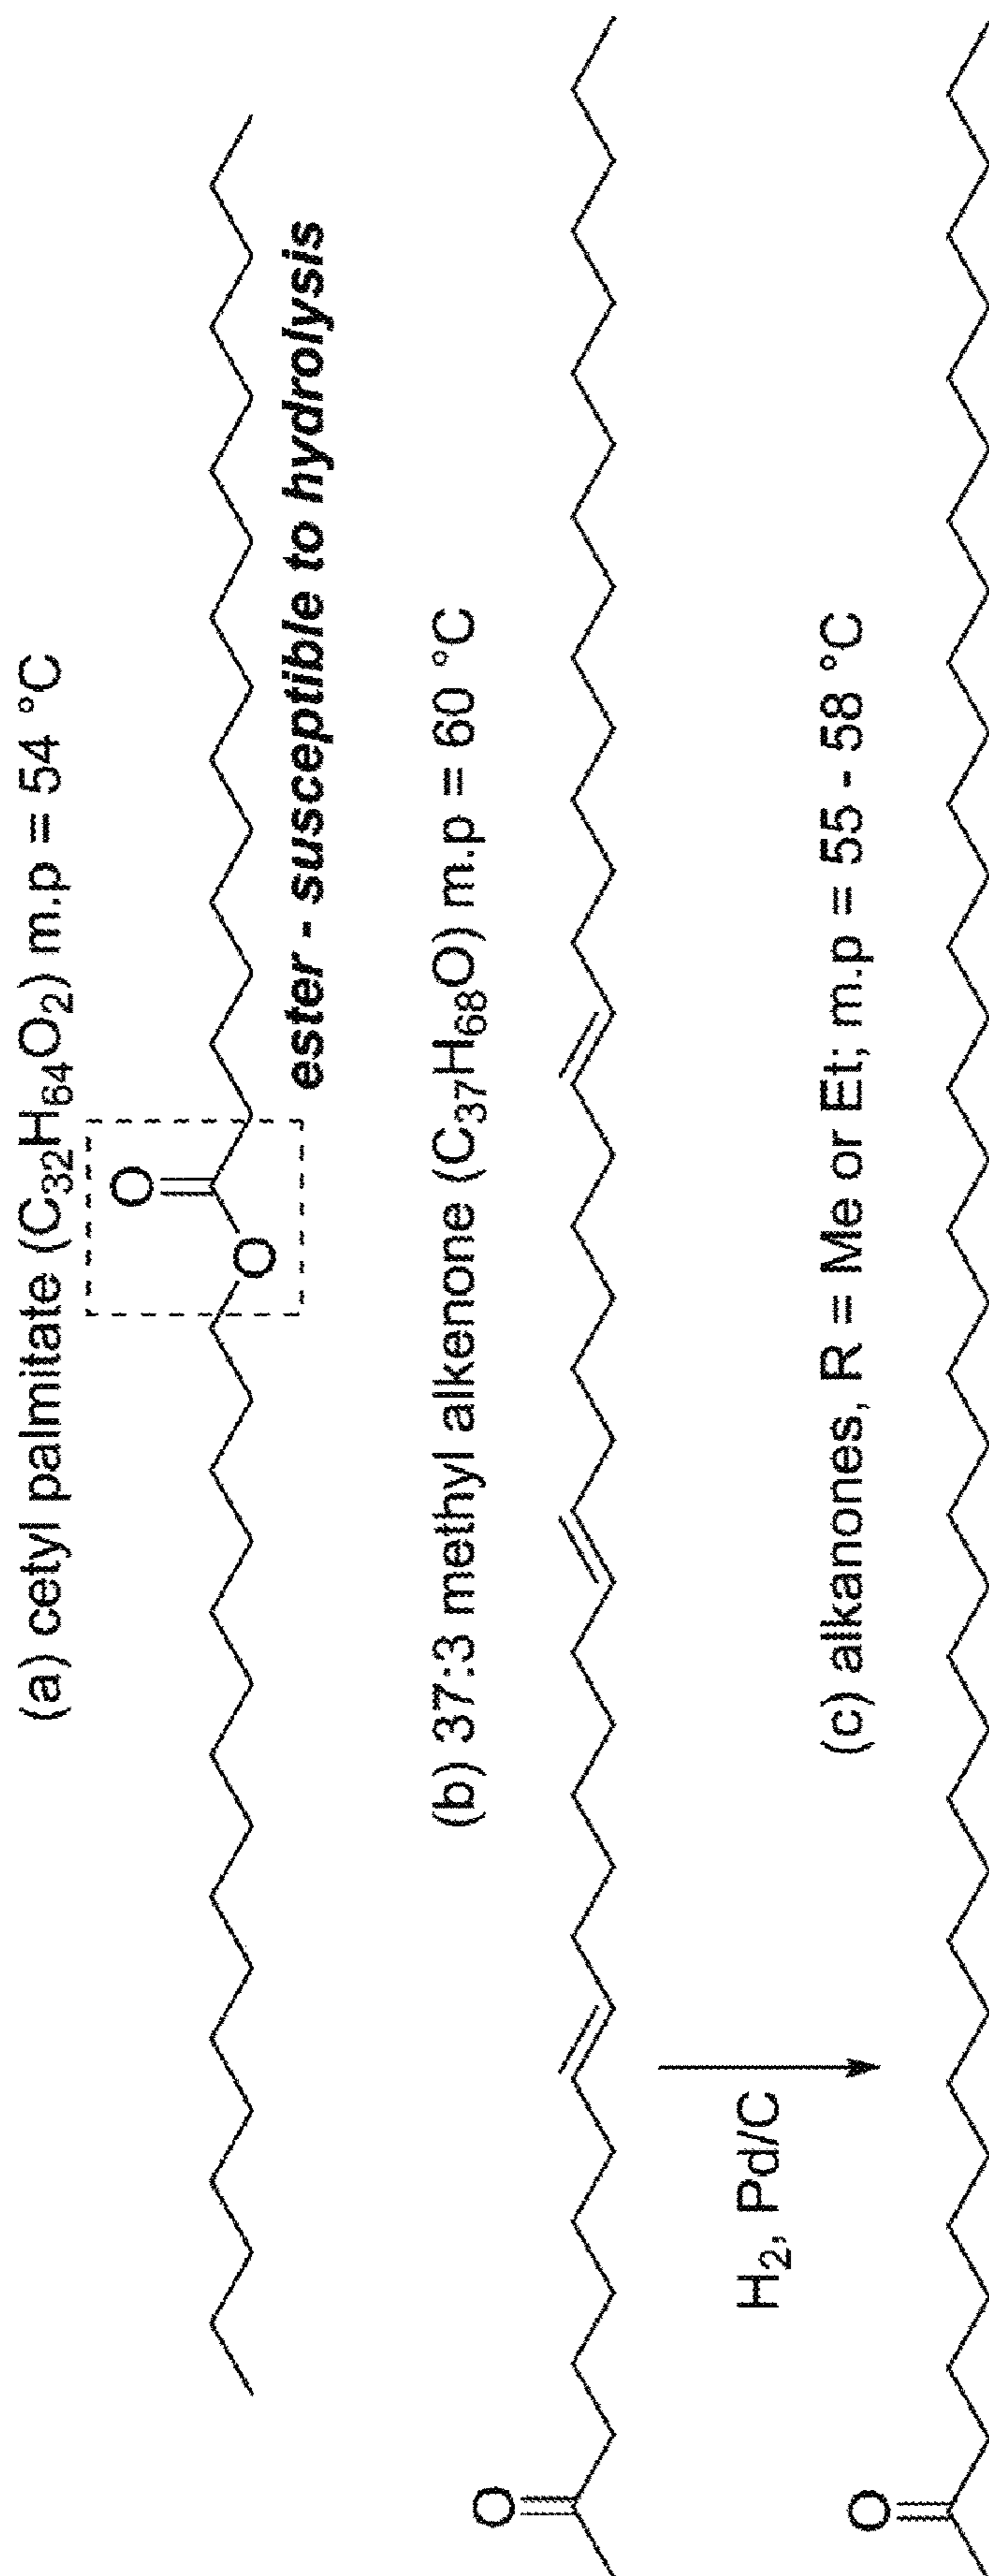 (a) cetyl palmitate (C₃₂H₆₄O₂) m.p = 54 °C
O
O
ester - susceptible to hydrolysis
(b) 37:3 methyl alkenone (C₃₇H₆₈O) m.p = 60 °C
O
H₂, Pd/C
(c) alkanones, R = Me or Et; m.p = 55 - 58 °C
O